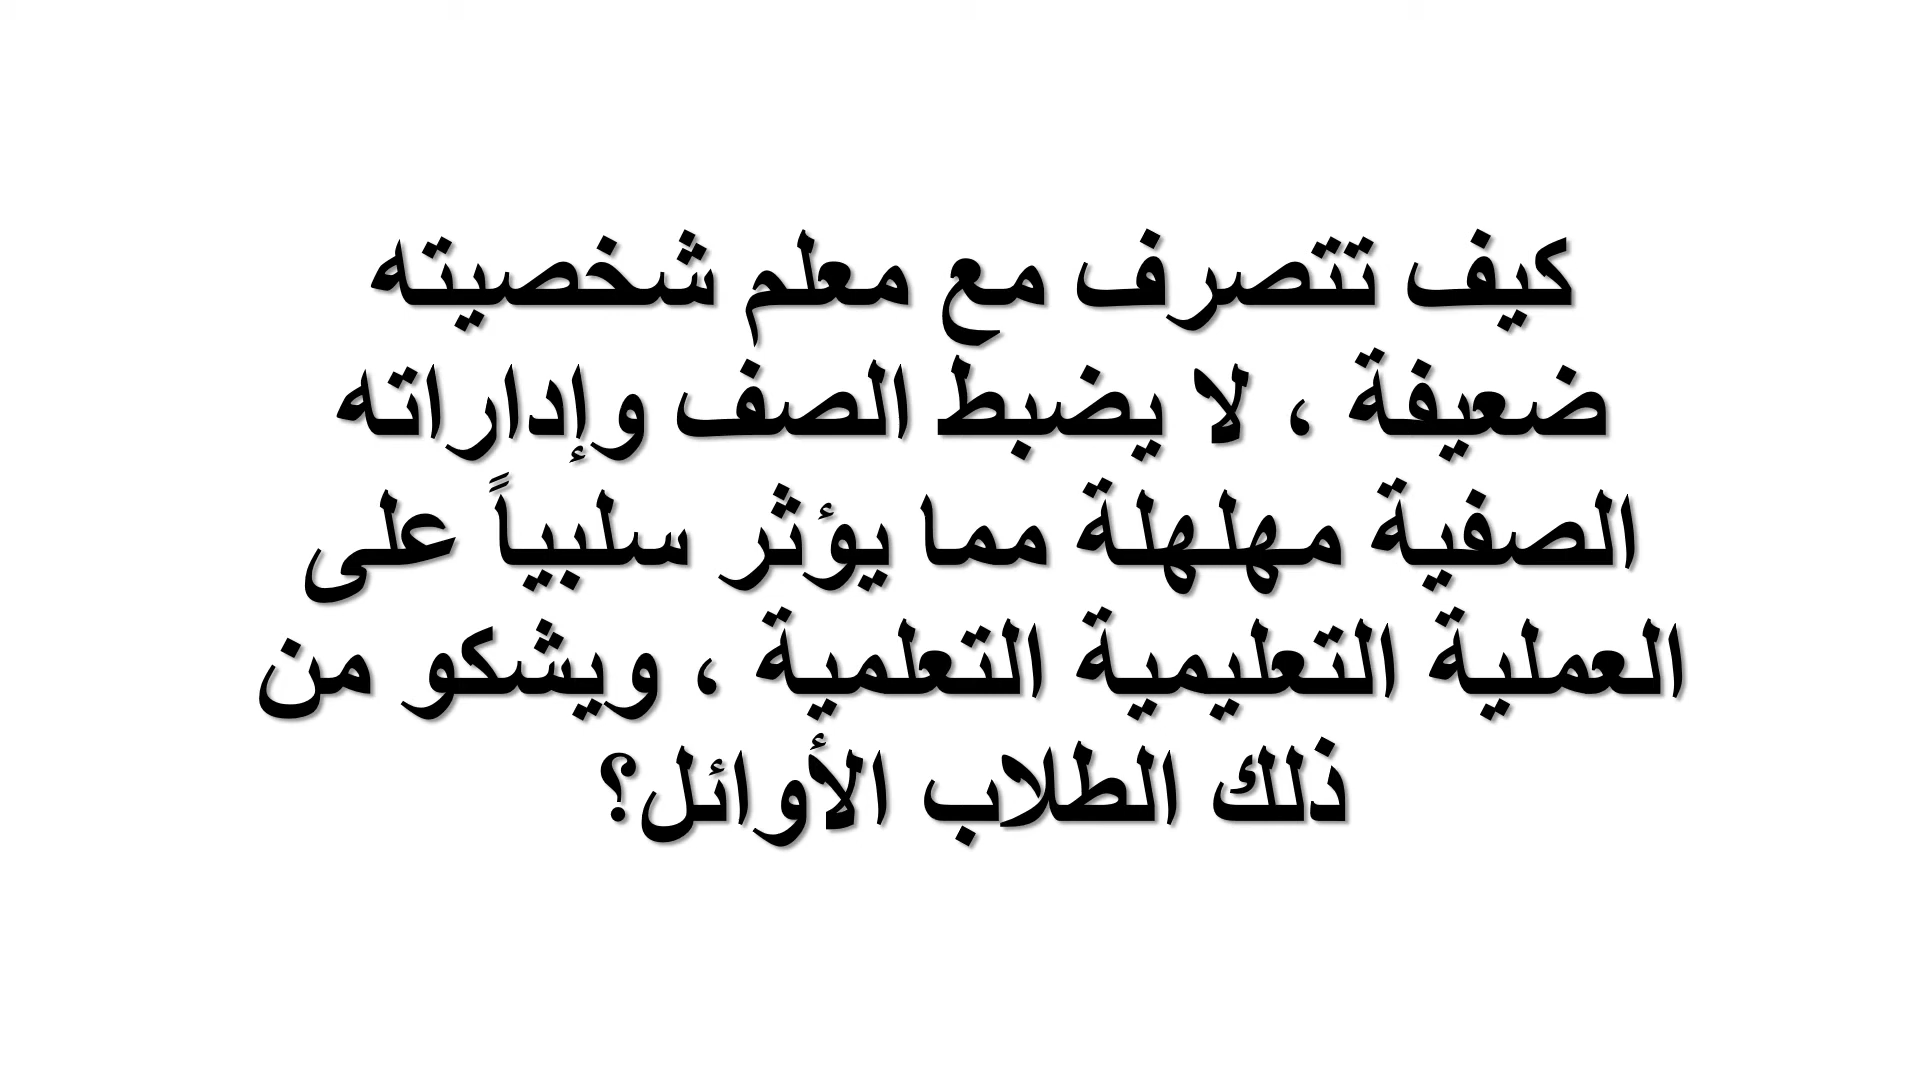 كيف تتصرف مع معلم شخصيته
ضعيفة ، لا يضبط الصف وإداراته
الصفية مهلهلة مما يؤثر سلبياً على
العملية التعليمية التعلمية ، ويشكو من
ذلك الطلاب الأوائل؟